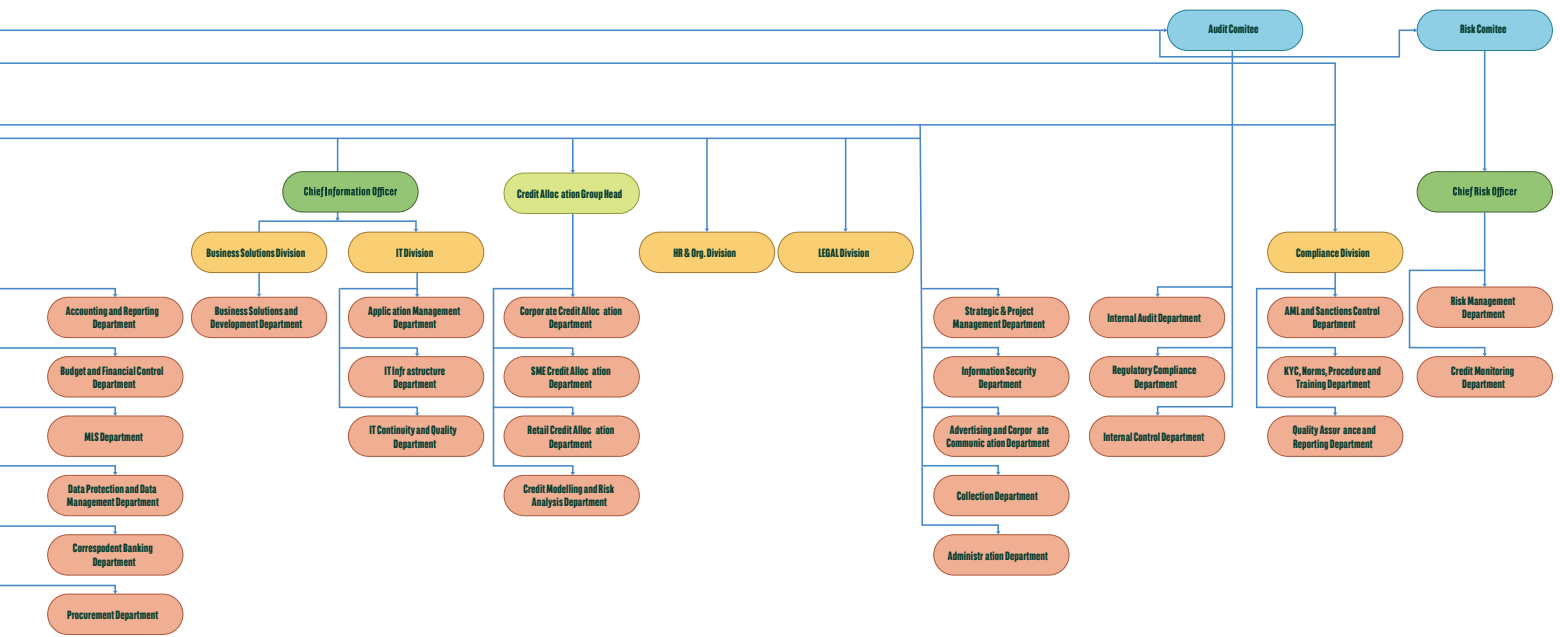 Audit Comitee
Risk Comitee
Chief Information Officer
Credit Alloc ation Group Head
Chief Risk Officer
Business Solutions Division
IT Division
HR & Org. Division
LEGAL Division
Compliance Division
Accounting and Reporting
Department
Business Solutions and
Development Department
Application Management
Department
Corpor ate Credit Alloc ation
Department
Strategic & Project
Management Department
Internal Audit Department
AML and Sanctions Control
Department
Risk Management
Department
Budget and Financial Control
Department
IT Infr astructure
Department
SME Credit Alloc ation
Department
Information Security
Department
Regulatory Compliance
Department
KYC, Norms, Procedure and
Training Department
Credit Monitoring
Department
MLS Department
IT Continuity and Quality
Department
Retail Credit Alloc ation
Department
Advertising and Corpor ate
Communic ation Department
Internal Control Department
Quality Assur ance and
Reporting Department
Data Protection and Data
Management Department
Credit Modelling and Risk
Analysis Department
Collection Department
Correspodent Banking
Department
Administr ation Department
Procurement Department